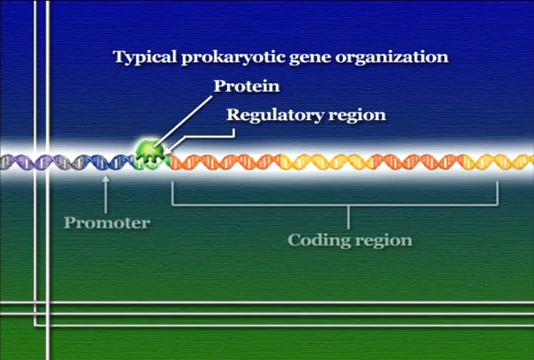 Typical prokaryotic gene organization
Protein
Regulatory region
Promoter
Coding region